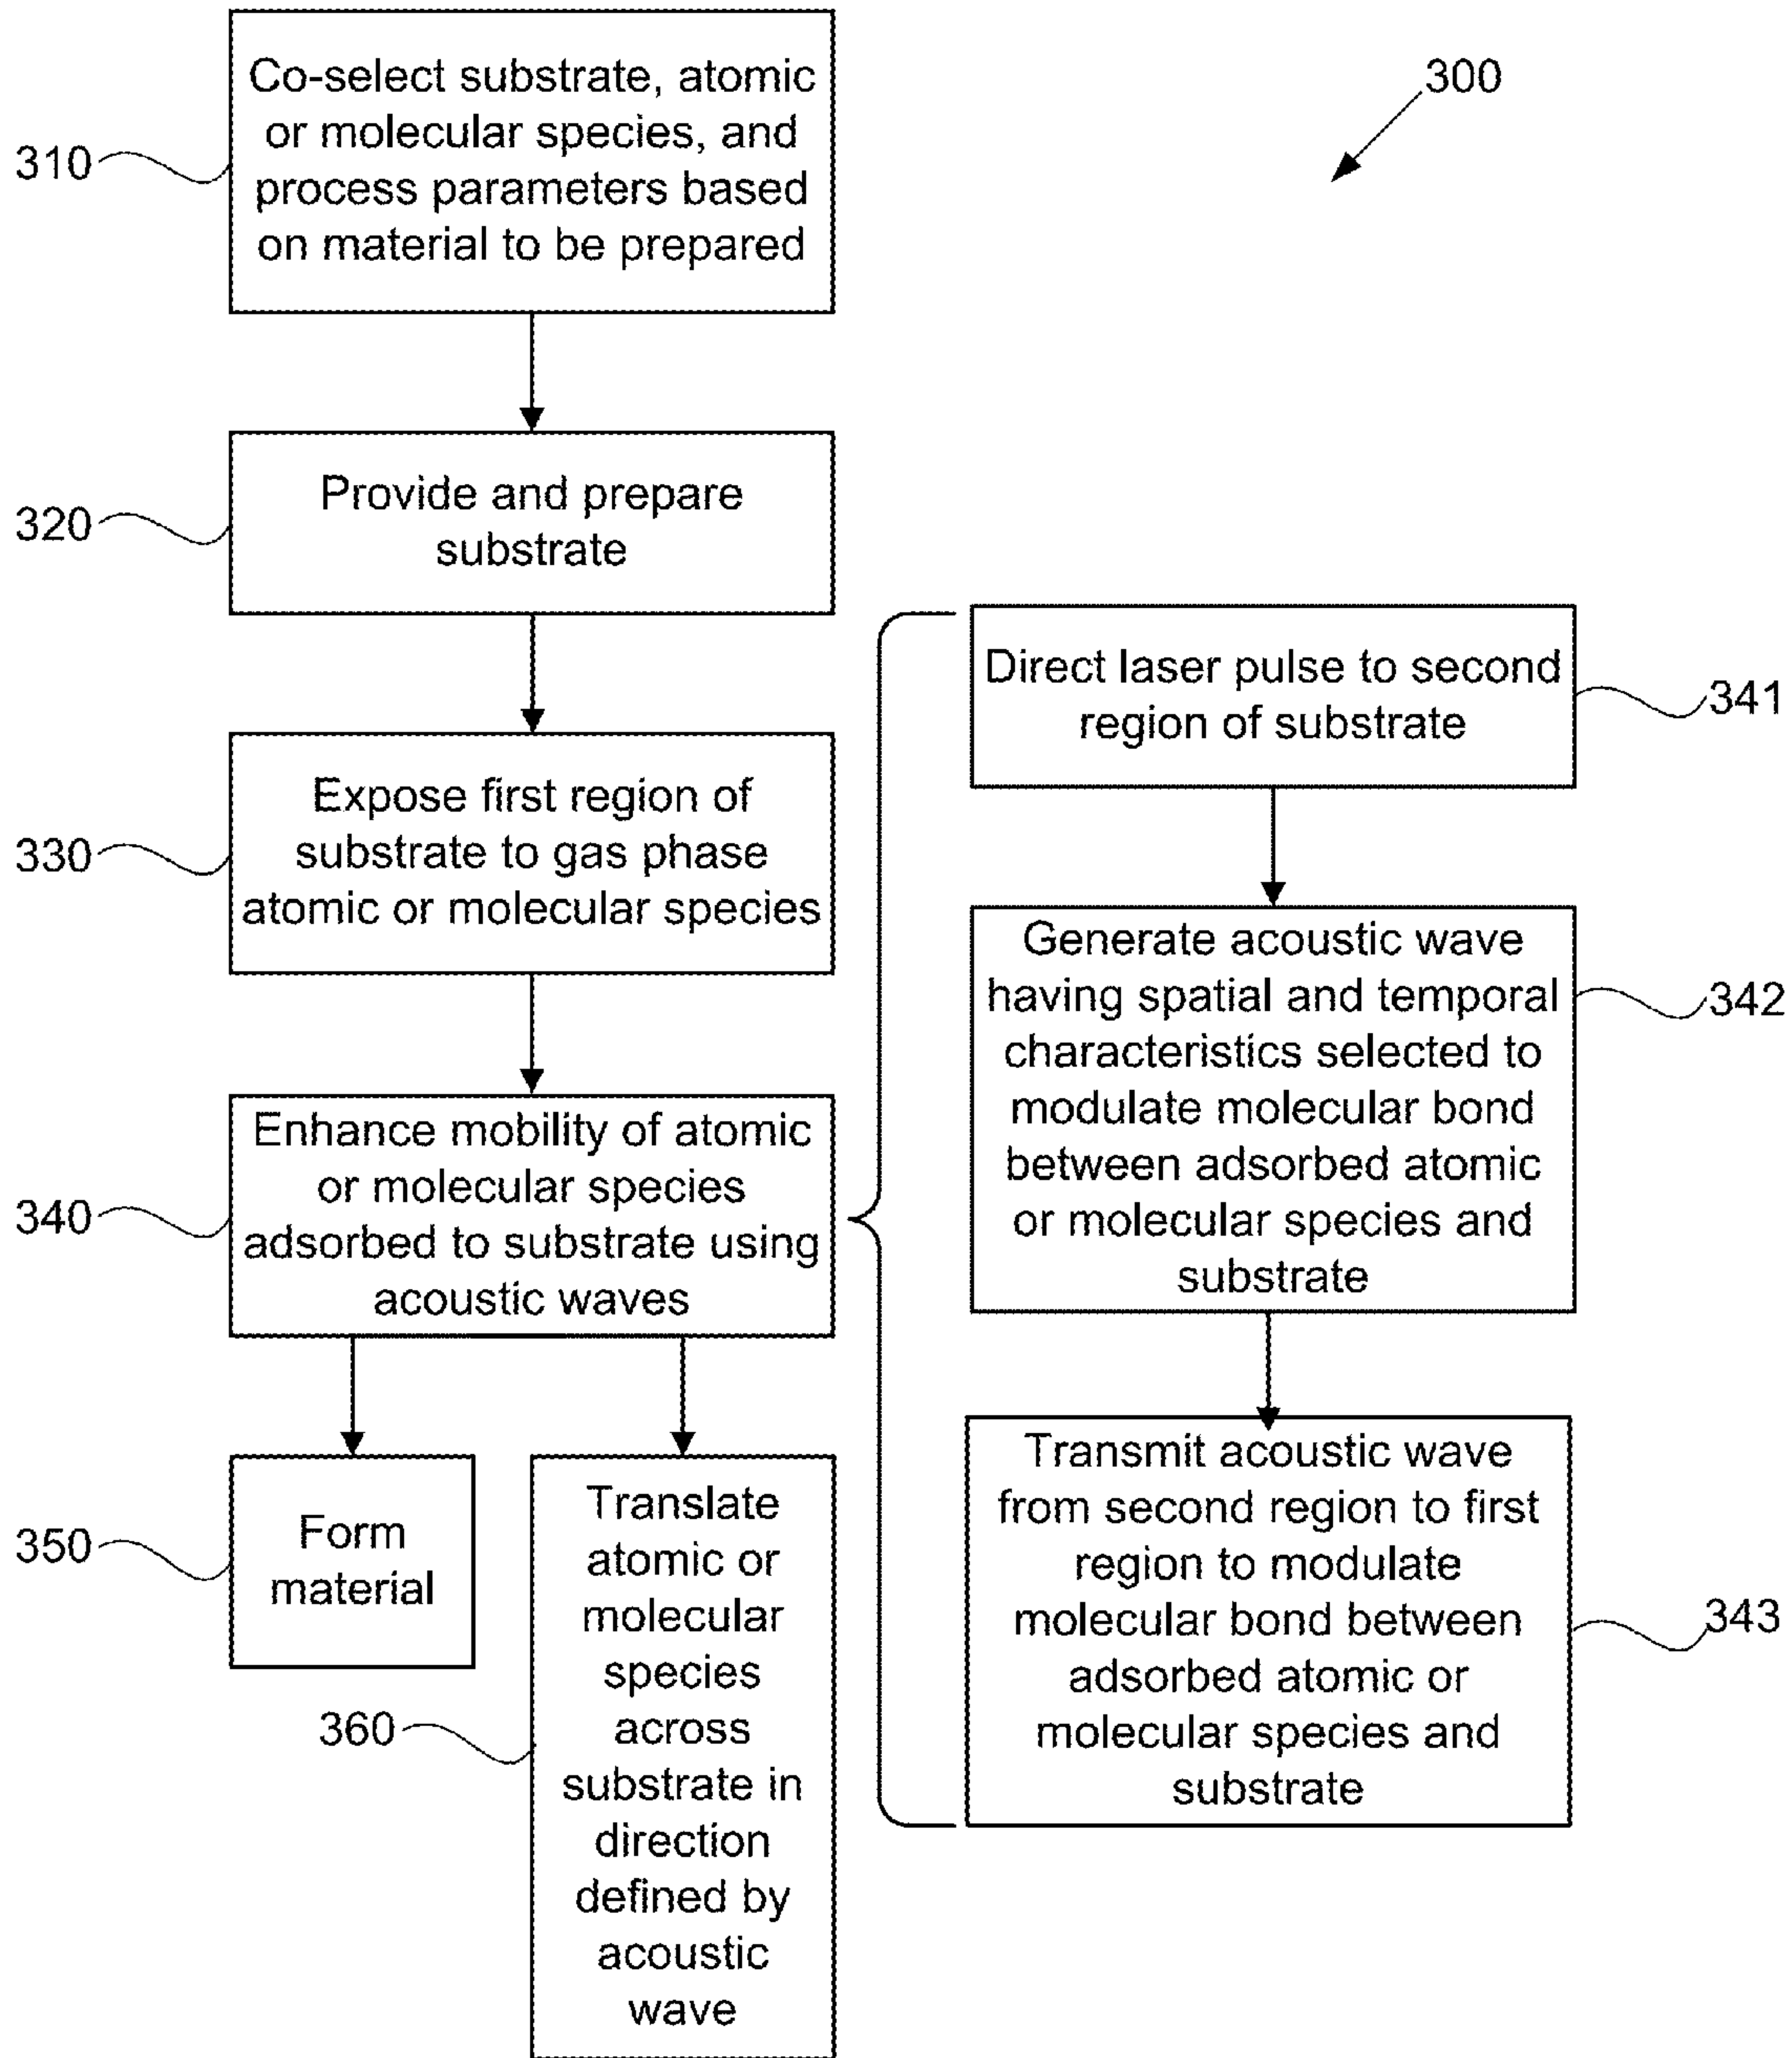 300
310
Co-select substrate, atomic
or molecular species, and
process parameters based
on material to be prepared
320
Provide and prepare
substrate
330
Expose first region of
substrate to gas phase
atomic or molecular species
340
Enhance mobility of atomic
or molecular species
adsorbed to substrate using
acoustic waves
341
Direct laser pulse to second
region of substrate
342
Generate acoustic wave
having spatial and temporal
characteristics selected to
modulate molecular bond
between adsorbed atomic
or molecular species and
substrate
343
Transmit acoustic wave
from second region to first
region to modulate
molecular bond between
adsorbed atomic or
molecular species and
substrate
350
Form
material
360
Translate
atomic or
molecular
species
across
substrate in
direction
defined by
acoustic
wave